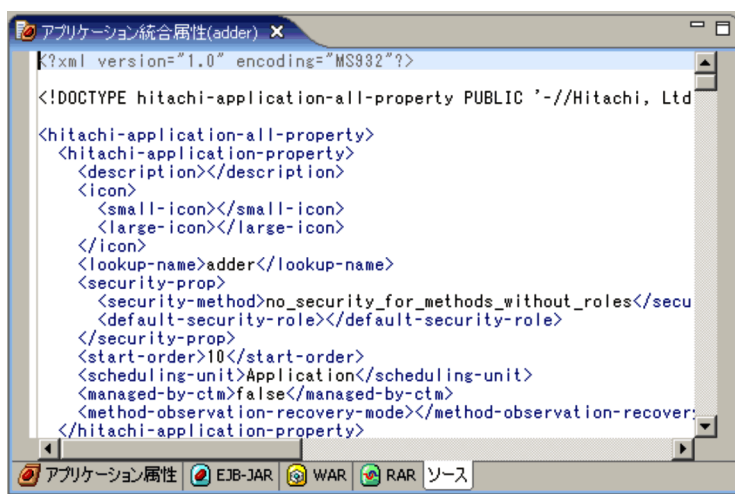 アプリケーション統合属性(adder)
<?xml version="1.0" encoding="MS932"?>
<!DOCTYPE hitachi-application-all-property PUBLIC '-//Hitachi, Ltd
<hitachi-application-all-property>
<hitachi-application-property>
<description></description>
<icon>
<small-icon></small-icon>
<large-icon></large-icon>
</icon>
<lookup-name>adder</lookup-name>
<security-prop>
<security-method>no_security_for_methods_without_roles</secu
<default-security-role></default-security-role>
</security-prop>
<start-order>10</start-order>
<scheduling-unit>Application</scheduling-unit>
<managed-by-ctm>false</managed-by-ctm>
<method-observation-recovery-mode></method-observation-recover
</hitachi-application-property>
アプリケーション属性 EJB-JAR WAR RAR ソース